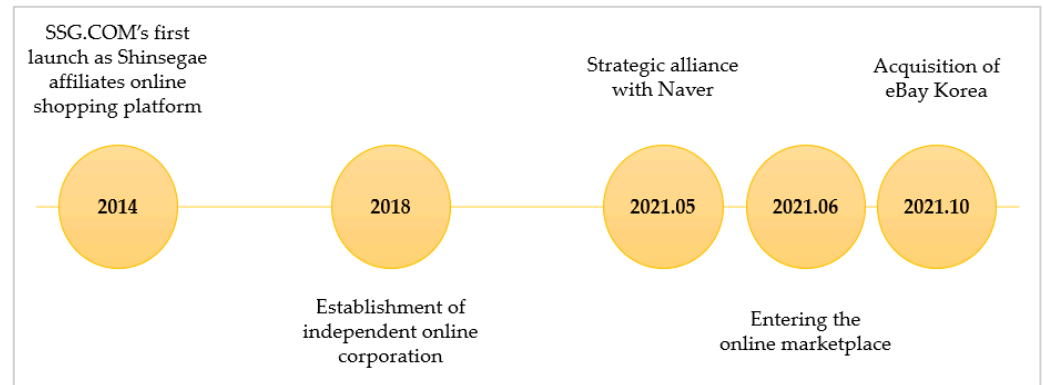 SSG.COM's first
launch as Shinsegae
affiliates online
shopping platform
Strategic alliance
with Naver
Acquisition of
eBay Korea
2014
2018
2021.05
2021.06
2021.10
Establishment of
independent online
corporation
Entering the
online marketplace